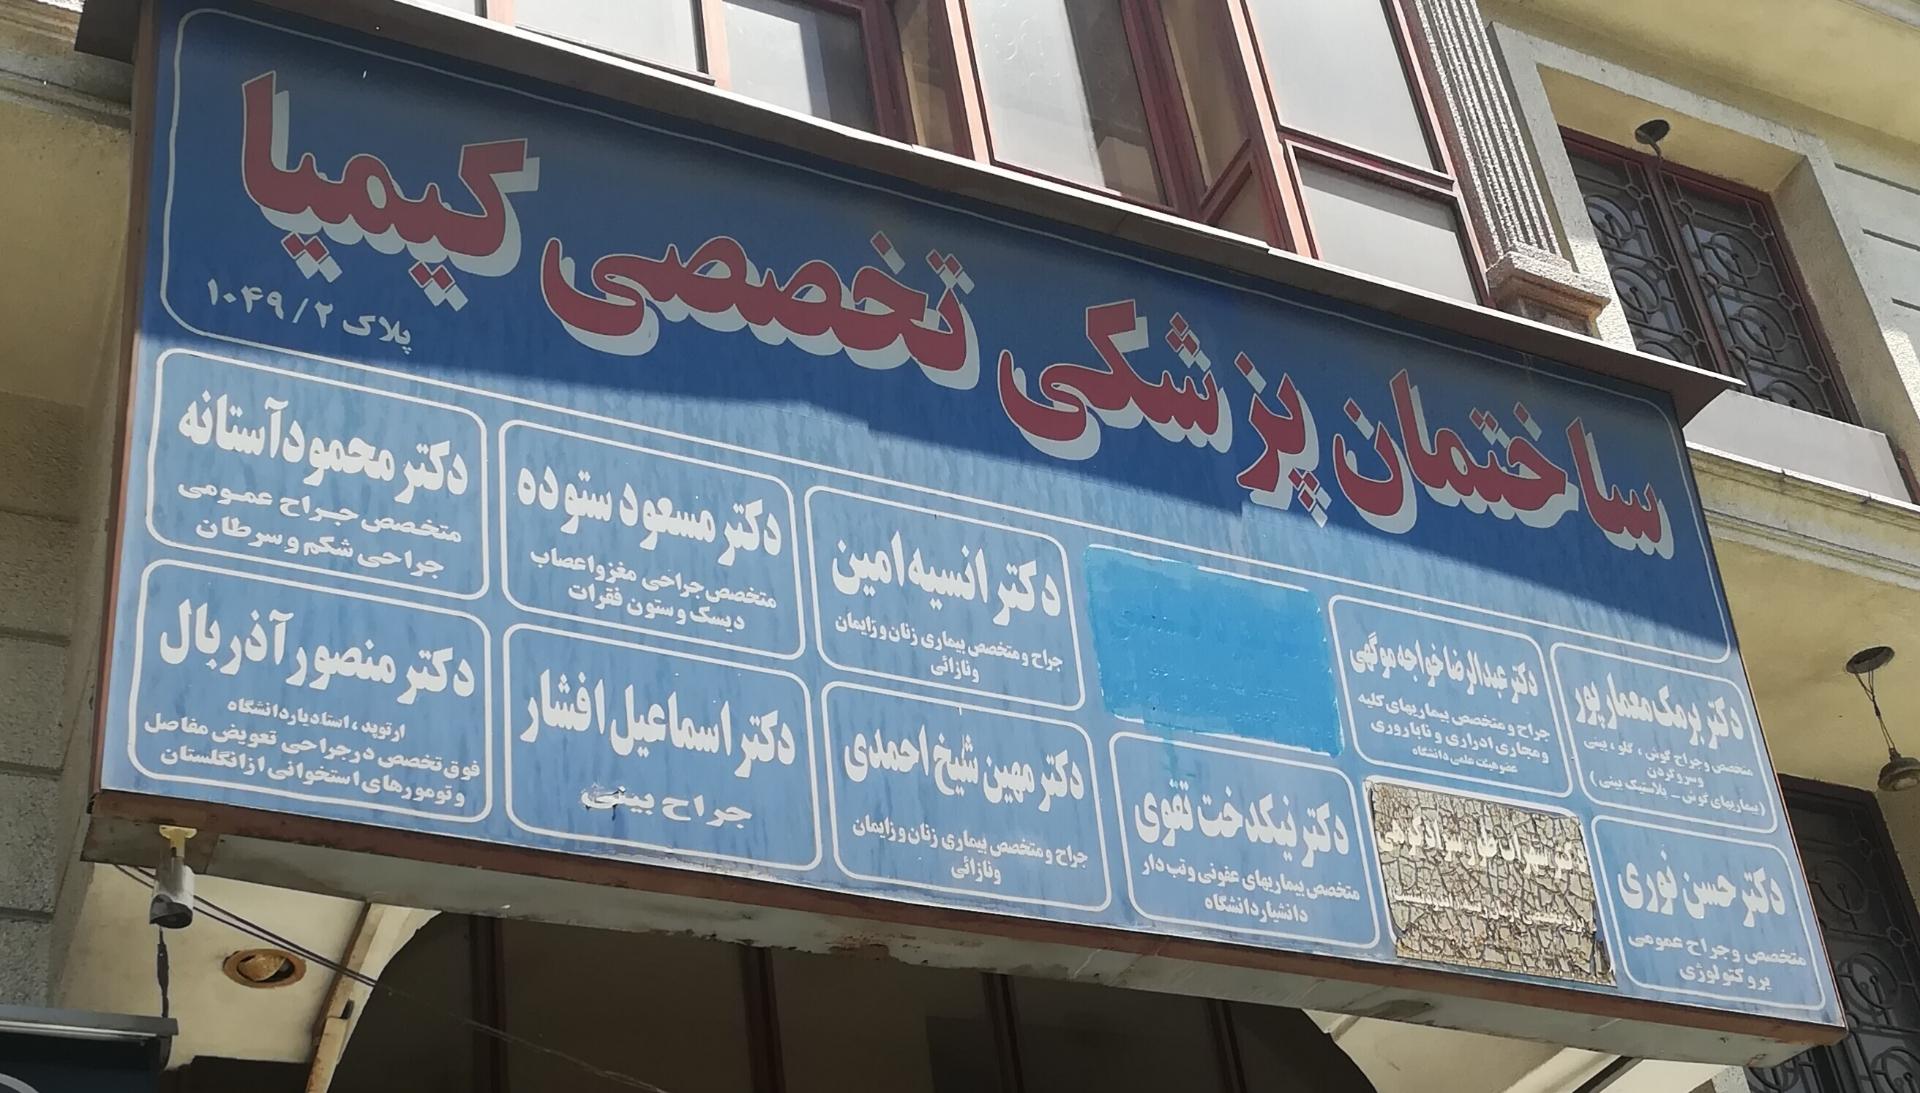 ساختمان پزشکی تخصصی کیمیا
پلاک ۱۰۴۹/۲
دکتر برمک معمارپور
متخصص و جراح گوش ، گلو ، بینی
و سر و گردن
(بیماریهای گوش - پلاستیک بینی)
دکتر عبدالرضا خواجه موگهی
جراح و متخصص بیماریهای کلیه
و مجاری ادراری و ناباروری
عضو هیئت علمی دانشگاه
دکتر انسیه امین
جراح و متخصص بیماری زنان و زایمان
و نازائی
دکتر مسعود ستوده
متخصص جراحی مغز و اعصاب
دیسک و ستون فقرات
دکتر محمود آستانه
متخصص جراح عمومی
جراحی شکم و سرطان
دکتر حسن نوری
متخصص و جراح عمومی
پروکتولوژی
دکتر
دکتر نیکدخت تقوی
متخصص بیماریهای عفونی و تب دار
دانشیار دانشگاه
دکتر مهین شیخ احمدی
جراح و متخصص بیماری زنان و زایمان
و نازائی
دکتر اسماعیل افشار
جراح بینی
دکتر منصور آذربال
ارتوپد ، استادیار دانشگاه
فوق تخصص در جراحی تعویض مفاصل
و تومورهای استخوانی از انگلستان